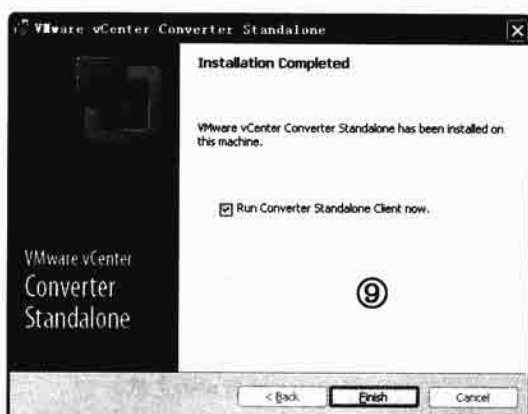 VMware vCenter Converter Standalone
Installation Completed
VMware vCenter Converter Standalone has been installed on
this machine.
Run Converter Standalone Client now.
VMware vCenter
Converter
Standalone
⑨
< Back
Finish
Cancel